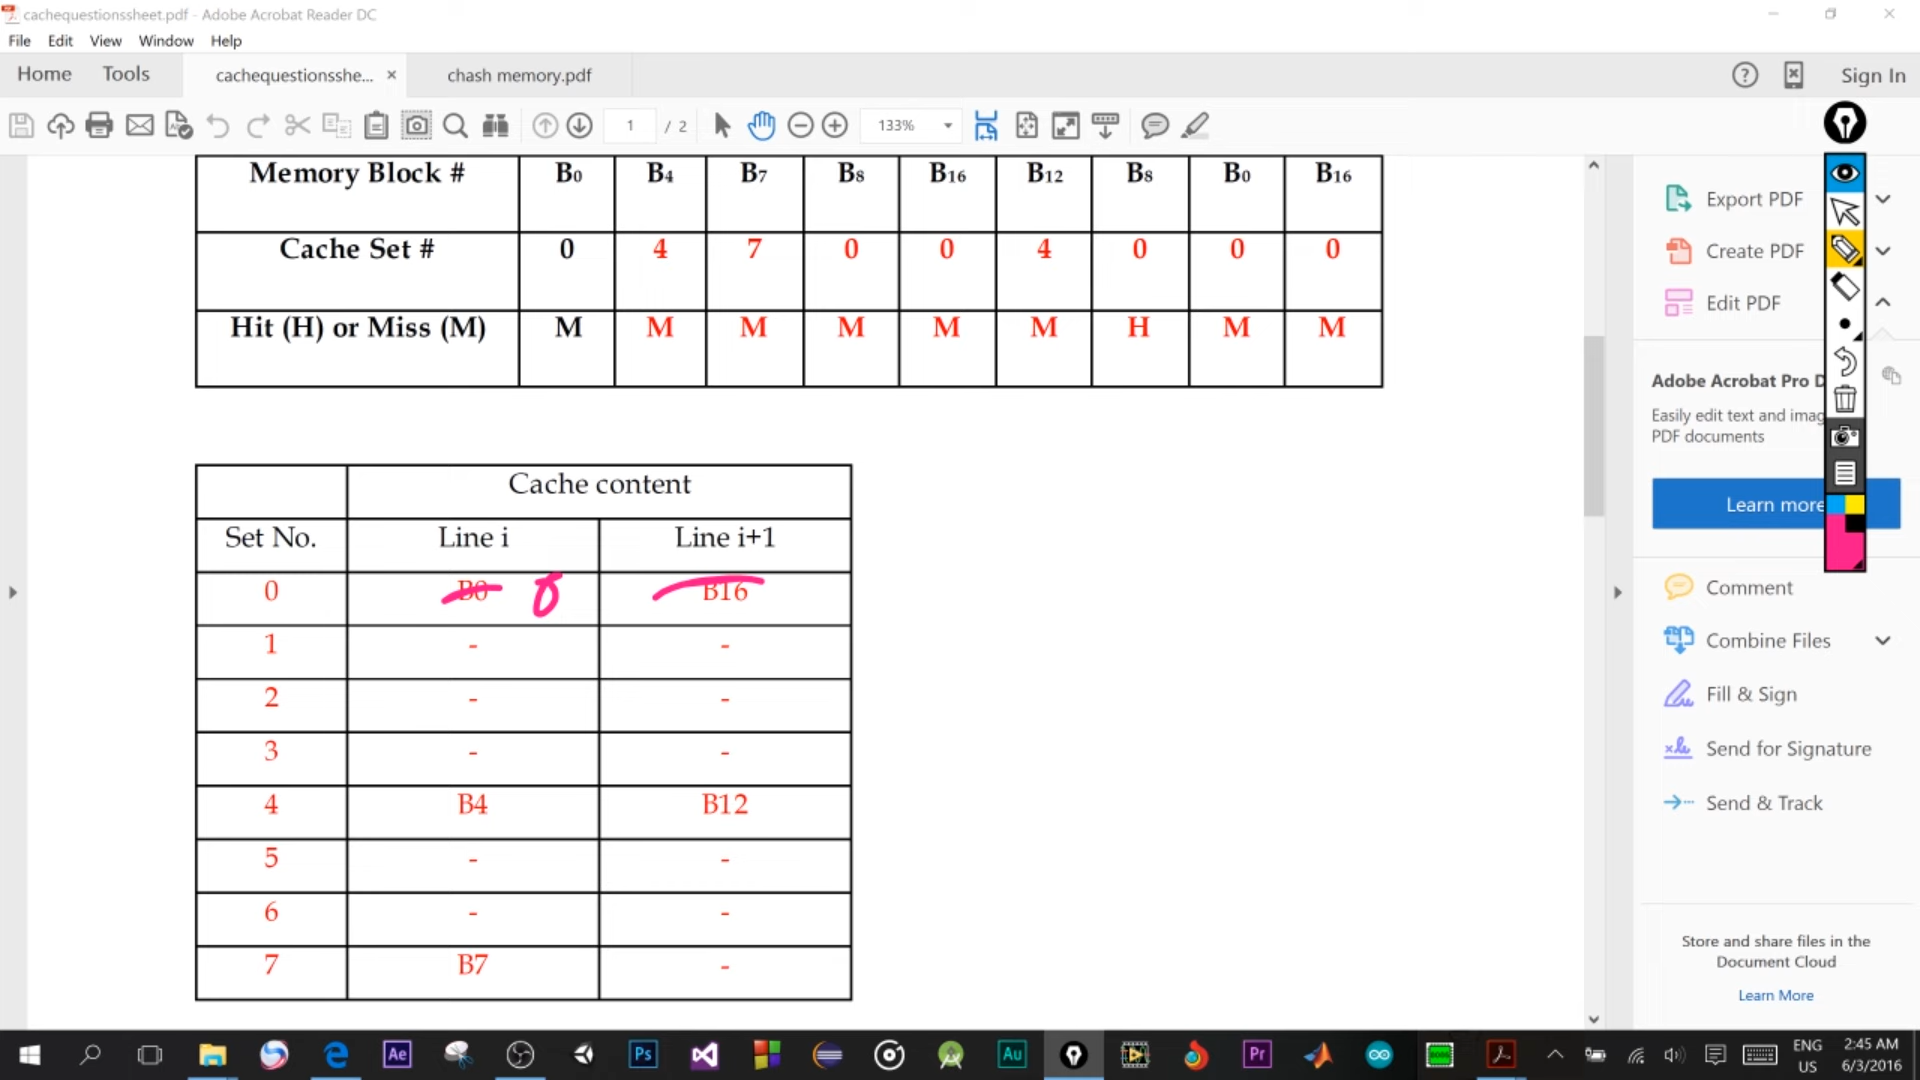 cachequestionssheet.pdf - Adobe Acrobat Reader DC
File Edit View Window Help
Home Tools cachequestionsshe... × chash memory.pdf Sign In
1 / 2 133%
Memory Block # B0 B4 B7 B8 B16 B12 B8 B0 B16
Cache Set # 0 4 7 0 0 4 0 0 0
Hit (H) or Miss (M) M M M M M M H M M
Cache content
Set No. Line i Line i+1
0 B0 8 B16
1 - -
2 - -
3 - -
4 B4 B12
5 - -
6 - -
7 B7 -
Export PDF
Create PDF
Edit PDF
Adobe Acrobat Pro D
Easily edit text and imag
PDF documents
Learn more
Comment
Combine Files
Fill & Sign
Send for Signature
Send & Track
Store and share files in the
Document Cloud
Learn More
Ae Ps Au Pr
ENG
US
2:45 AM
6/3/2016